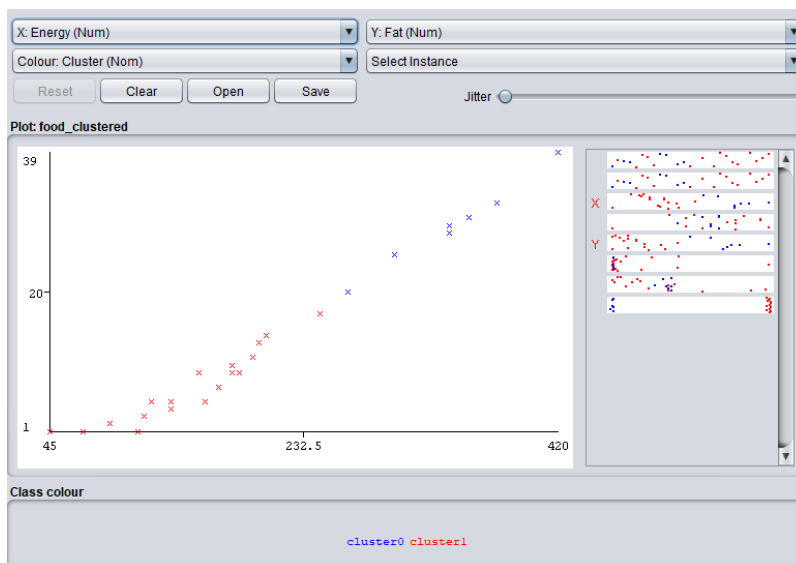 X: Energy (Num) Y: Fat (Num)
Colour: Cluster (Nom) Select Instance
Reset Clear Open Save Jitter
Plot: food_clustered
39
20
1
45 232.5 420
X
Y
Class colour
cluster0 cluster1